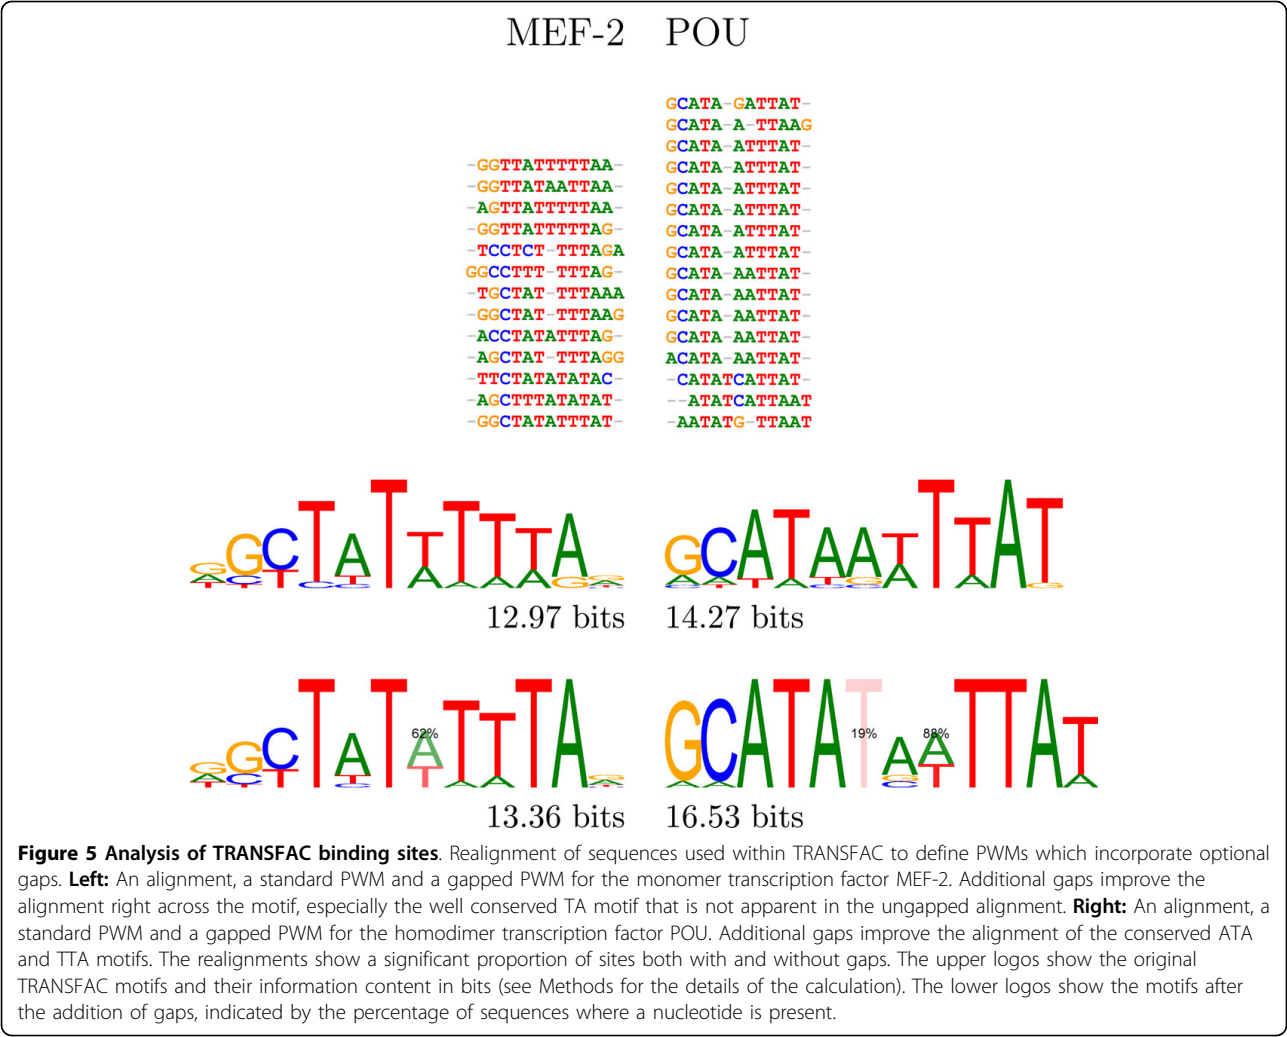 MEF-2 POU
GCATA-GATTAT-
GCATA-A-TTAAG
GCATA-ATTTAT-
-GGTTATTTTTAA- GCATA-ATTTAT-
-GGTTATAATTAA- GCATA-ATTTAT-
-AGTTATTTTTAA- GCATA-ATTTAT-
-GGTTATTTTTAG- GCATA-ATTTAT-
-TCCTCT-TTTAGA GCATA-ATTTAT-
GGCCTTT-TTTAG- GCATA-AATTAT-
-TGCTAT-TTTAAA GCATA-AATTAT-
-GGCTAT-TTTAAG GCATA-AATTAT-
-ACCTATATTTAG- GCATA-AATTAT-
-AGCTAT-TTTAGG ACATA-AATTAT-
-TTCTATATATAC- -CATATCATTAT-
-AGCTTTATATAT- --ATATCATTAAT
-GGCTATATTTAT- -AATATG-TTAAT
GGCTATTTTTAG GCATAAATTTAT
12.97 bits 14.27 bits
GGCTATATTTAG GCATATAATTAT
62% 19% 88%
13.36 bits 16.53 bits
Figure 5 Analysis of TRANSFAC binding sites. Realignment of sequences used within TRANSFAC to define PWMs which incorporate optional
gaps. Left: An alignment, a standard PWM and a gapped PWM for the monomer transcription factor MEF-2. Additional gaps improve the
alignment right across the motif, especially the well conserved TA motif that is not apparent in the ungapped alignment. Right: An alignment, a
standard PWM and a gapped PWM for the homodimer transcription factor POU. Additional gaps improve the alignment of the conserved ATA
and TTA motifs. The realignments show a significant proportion of sites both with and without gaps. The upper logos show the original
TRANSFAC motifs and their information content in bits (see Methods for the details of the calculation). The lower logos show the motifs after
the addition of gaps, indicated by the percentage of sequences where a nucleotide is present.